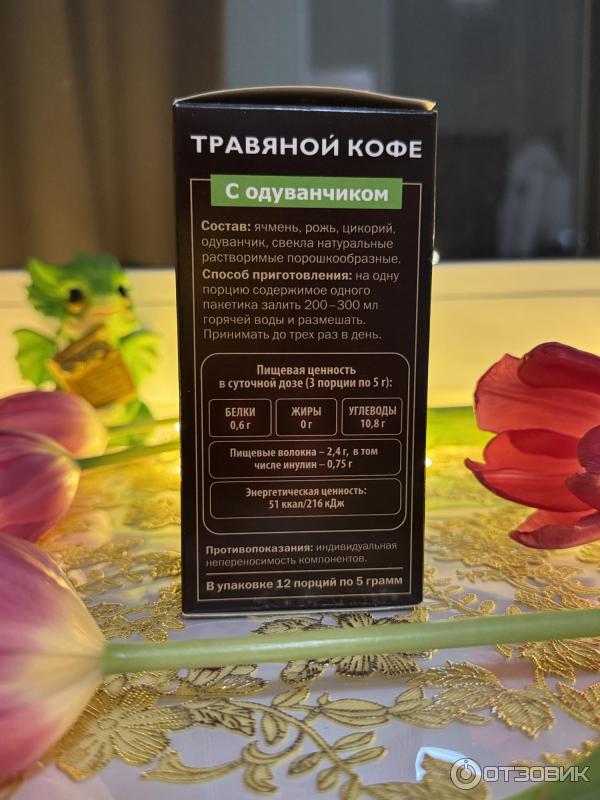 ТРАВЯНОЙ КОФЕ
С одуванчиком
Состав: ячмень, рожь, цикорий,
одуванчик, свекла натуральные
растворимые порошкообразные.
Способ приготовления: на одну
порцию содержимое одного
пакетика залить 200–300 мл
горячей воды и размешать.
Принимать до трех раз в день.
Пищевая ценность
в суточной дозе (3 порции по 5 г):
БЕЛКИ
0,6 г
ЖИРЫ
0 г
УГЛЕВОДЫ
10,8 г
Пищевые волокна – 2,4 г, в том
числе инулин – 0,75 г
Энергетическая ценность:
51 ккал/216 кДж
Противопоказания: индивидуальная
непереносимость компонентов.
В упаковке 12 порций по 5 грамм
ОТЗОВИК